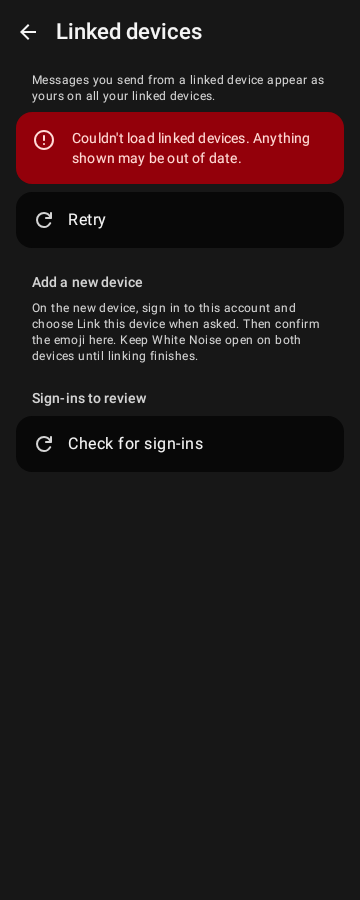 Linked devices
Messages you send from a linked device appear as
yours on all your linked devices.
Couldn't load linked devices. Anything
shown may be out of date.
Retry
Add a new device
On the new device, sign in to this account and
choose Link this device when asked. Then confirm
the emoji here. Keep White Noise open on both
devices until linking finishes.
Sign-ins to review
Check for sign-ins